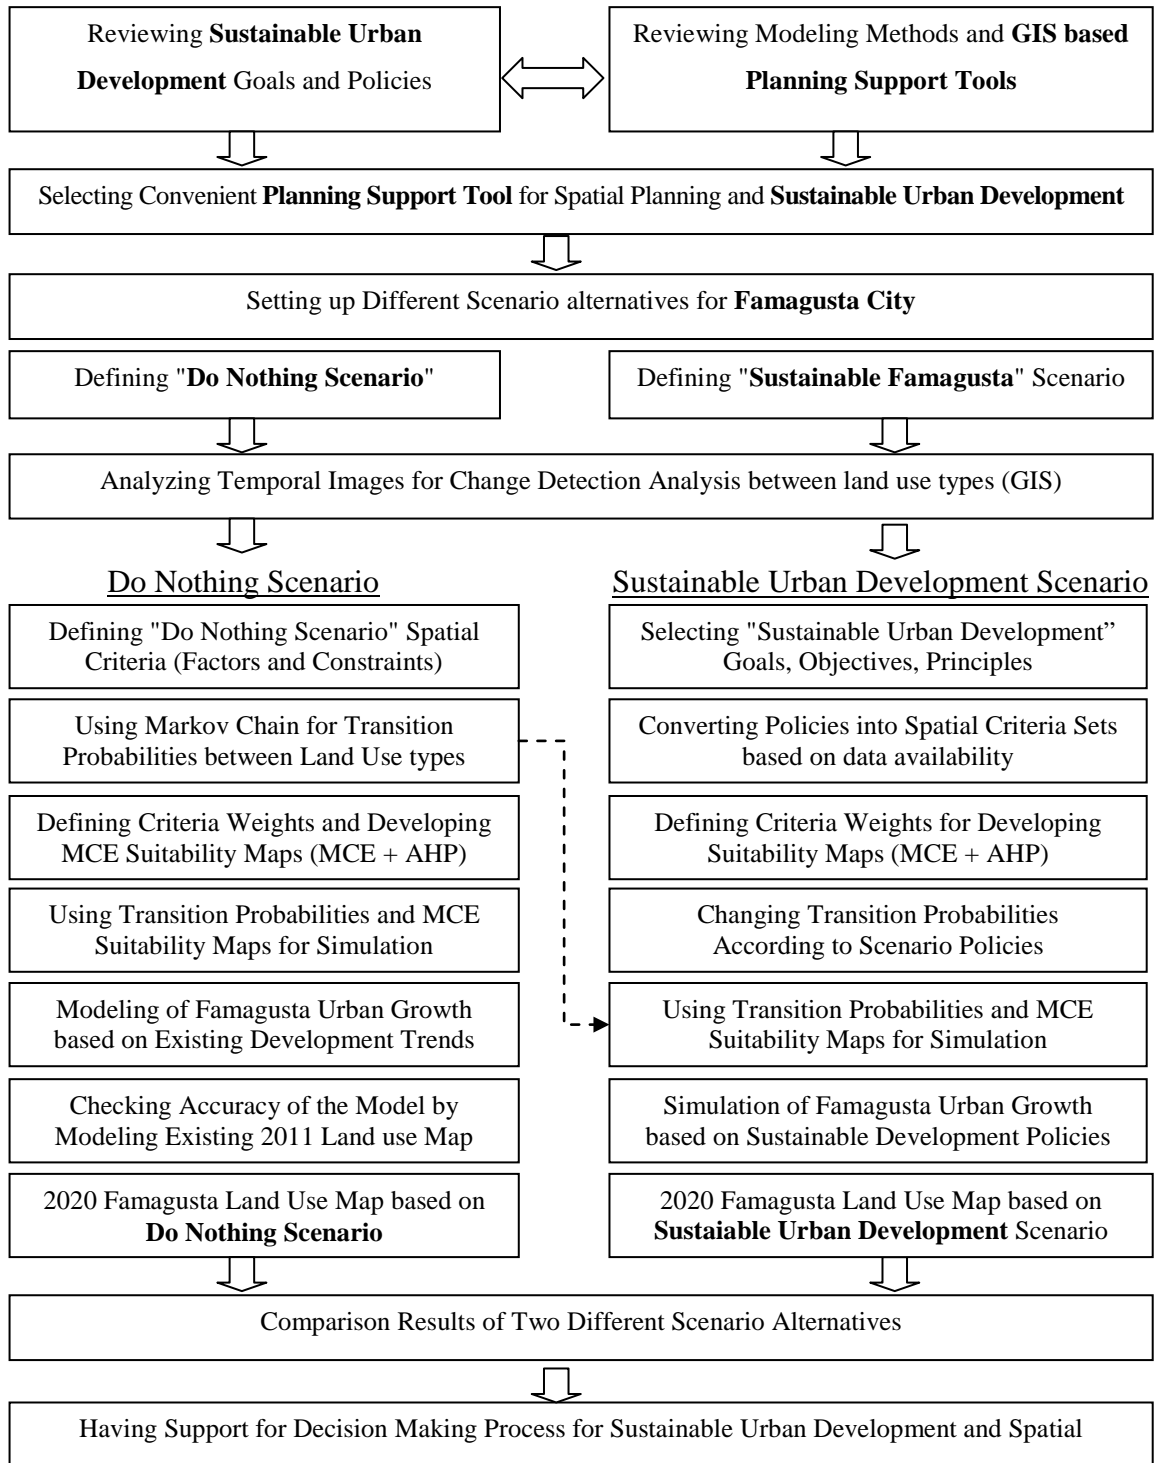 Reviewing Sustainable Urban
Development Goals and Policies
Reviewing Modeling Methods and GIS based
Planning Support Tools
Selecting Convenient Planning Support Tool for Spatial Planning and Sustainable Urban Development
Setting up Different Scenario alternatives for Famagusta City
Defining "Do Nothing Scenario"
Defining "Sustainable Famagusta" Scenario
Analyzing Temporal Images for Change Detection Analysis between land use types (GIS)
Do Nothing Scenario
Defining "Do Nothing Scenario" Spatial
Criteria (Factors and Constraints)
Using Markov Chain for Transition
Probabilities between Land Use types
Defining Criteria Weights and Developing
MCE Suitability Maps (MCE + AHP)
Using Transition Probabilities and MCE
Suitability Maps for Simulation
Modeling of Famagusta Urban Growth
based on Existing Development Trends
Checking Accuracy of the Model by
Modeling Existing 2011 Land use Map
2020 Famagusta Land Use Map based on
Do Nothing Scenario
Sustainable Urban Development Scenario
Selecting "Sustainable Urban Development”
Goals, Objectives, Principles
Converting Policies into Spatial Criteria Sets
based on data availability
Defining Criteria Weights for Developing
Suitability Maps (MCE + AHP)
Changing Transition Probabilities
According to Scenario Policies
Using Transition Probabilities and MCE
Suitability Maps for Simulation
Simulation of Famagusta Urban Growth
based on Sustainable Development Policies
2020 Famagusta Land Use Map based on
Sustaiable Urban Development Scenario
Comparison Results of Two Different Scenario Alternatives
Having Support for Decision Making Process for Sustainable Urban Development and Spatial